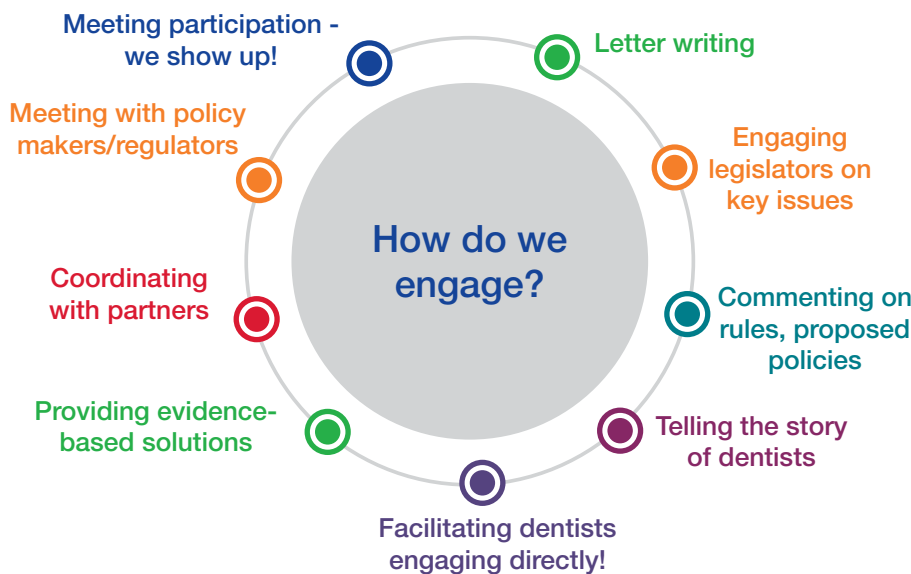 How do we
engage?
Letter writing
Engaging
legislators on
key issues
Commenting on
rules, proposed
policies
Telling the story
of dentists
Facilitating dentists
engaging directly!
Providing evidence-
based solutions
Coordinating
with partners
Meeting with policy
makers/regulators
Meeting participation -
we show up!